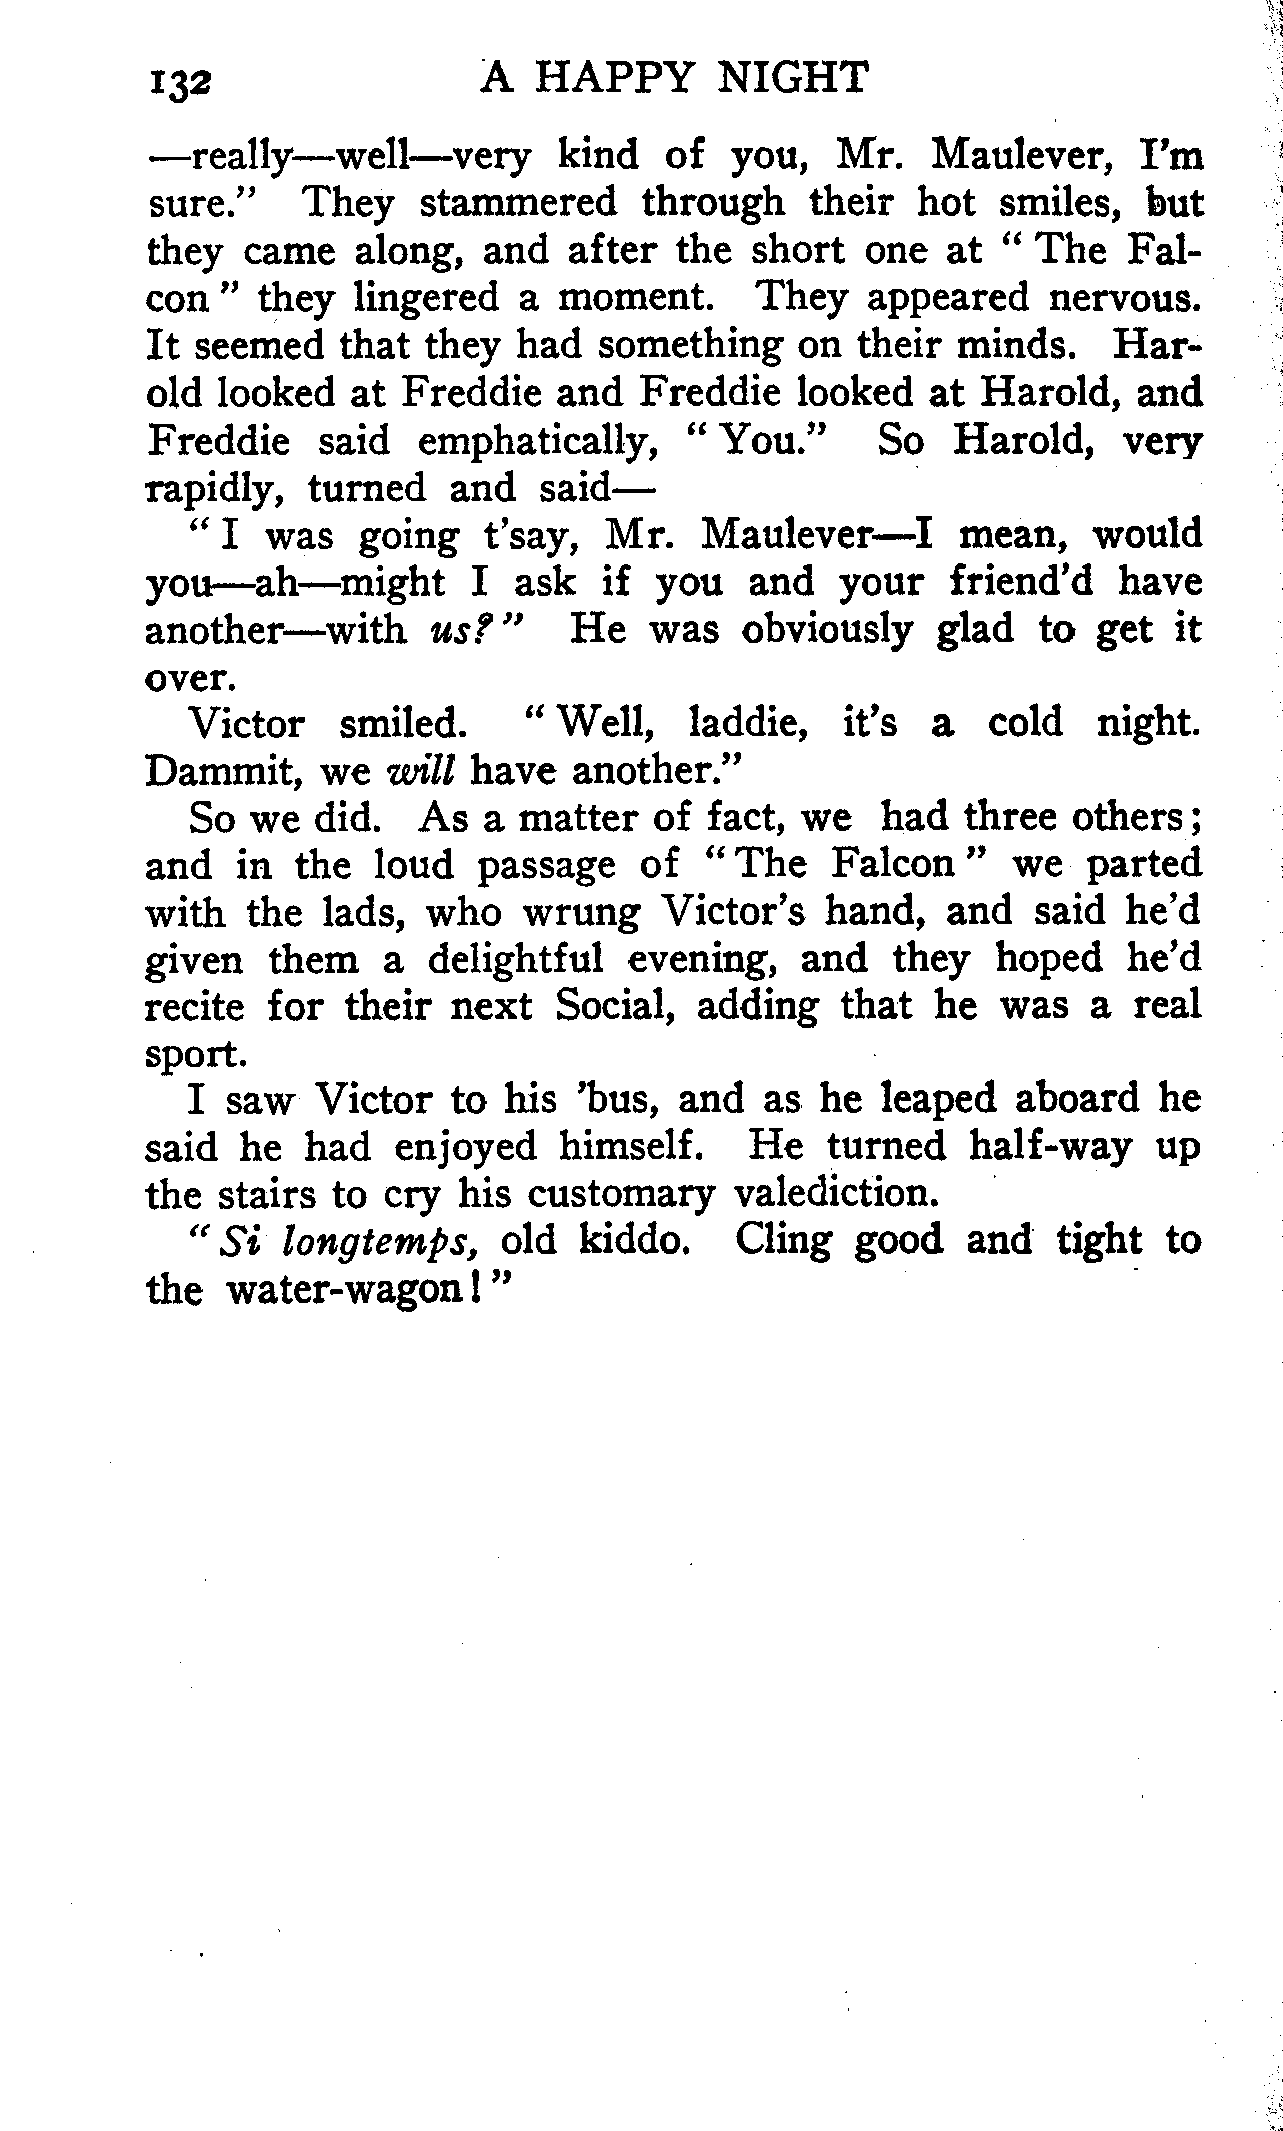 132 A HAPPY NIGHT
—really—well—very kind of you, Mr. Maulever, I'm
sure." They stammered through their hot smiles, but
they came along, and after the short one at " The Fal-
con " they lingered a moment. They appeared nervous.
It seemed that they had something on their minds. Har-
old looked at Freddie and Freddie looked at Harold, and
Freddie said emphatically, " You." So Harold, very
rapidly, turned and said—
" I was going t'say, Mr. Maulever—I mean, would
you—ah—might I ask if you and your friend'd have
another—with us? " He was obviously glad to get it
over.
Victor smiled. " Well, laddie, it's a cold night.
Dammit, we will have another."
So we did. As a matter of fact, we had three others;
and in the loud passage of " The Falcon " we parted
with the lads, who wrung Victor's hand, and said he'd
given them a delightful evening, and they hoped he'd
recite for their next Social, adding that he was a real
sport.
I saw Victor to his 'bus, and as he leaped aboard he
said he had enjoyed himself. He turned half-way up
the stairs to cry his customary valediction.
" Si longtemps, old kiddo. Cling good and tight to
the water-wagon! "